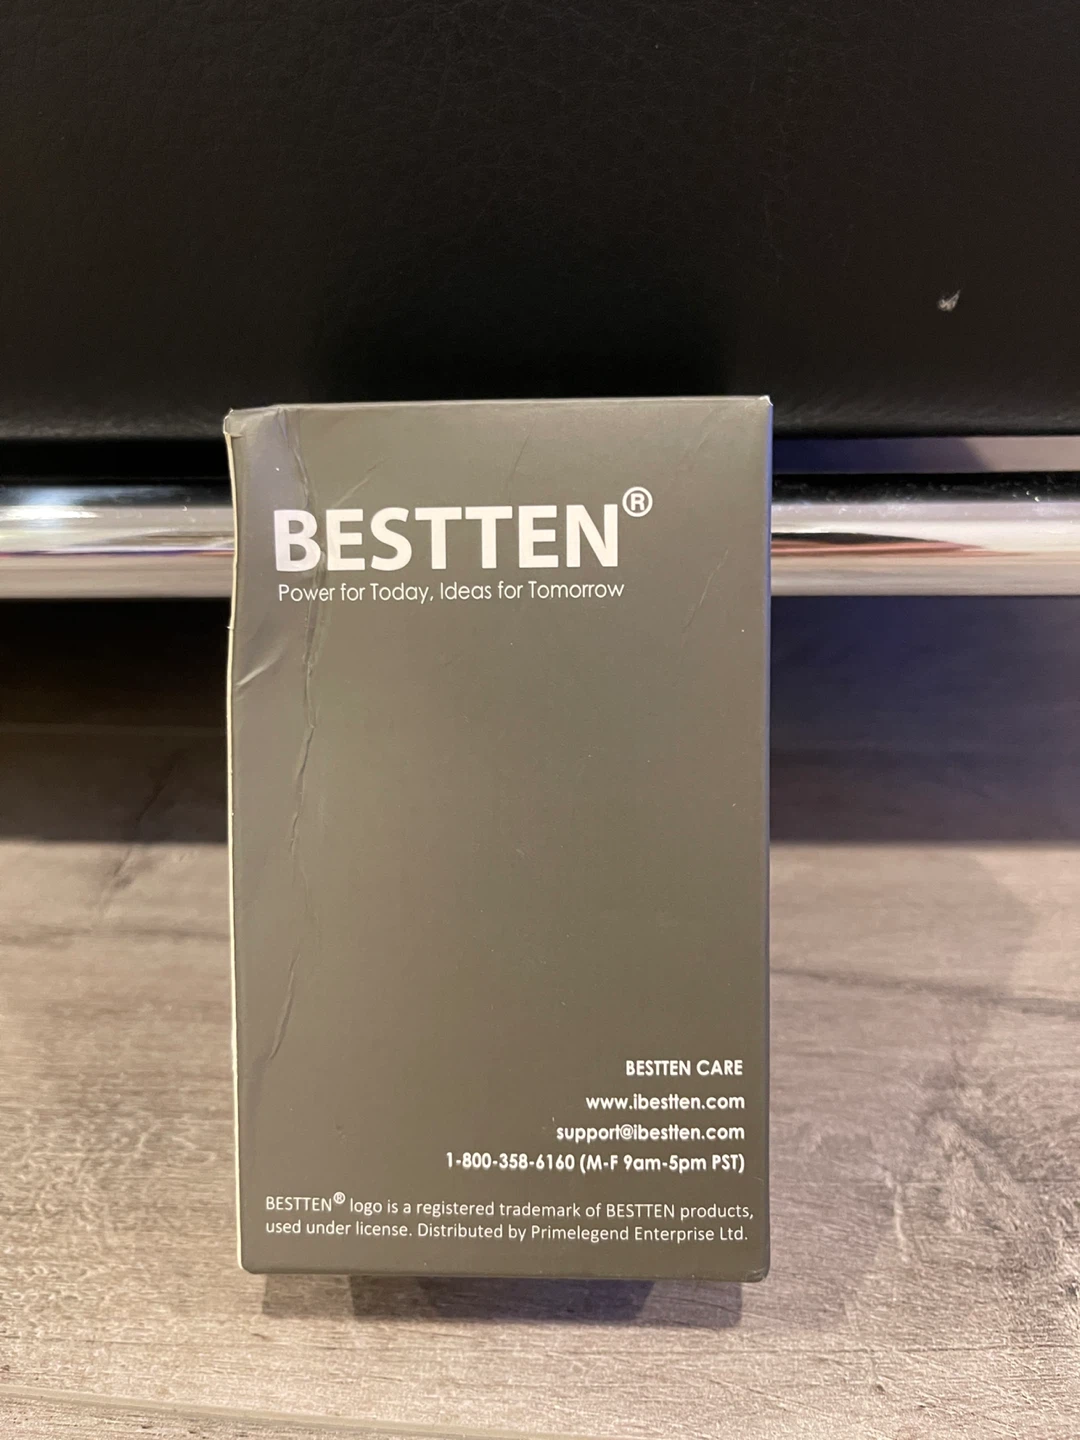 BESTTEN®
Power for Today, Ideas for Tomorrow
BESTTEN CARE
www.ibestten.com
support@ibestten.com
1-800-358-6160 (M-F 9am-5pm PST)
BESTTEN® logo is a registered trademark of BESTTEN products,
used under license. Distributed by Primelegend Enterprise Ltd.